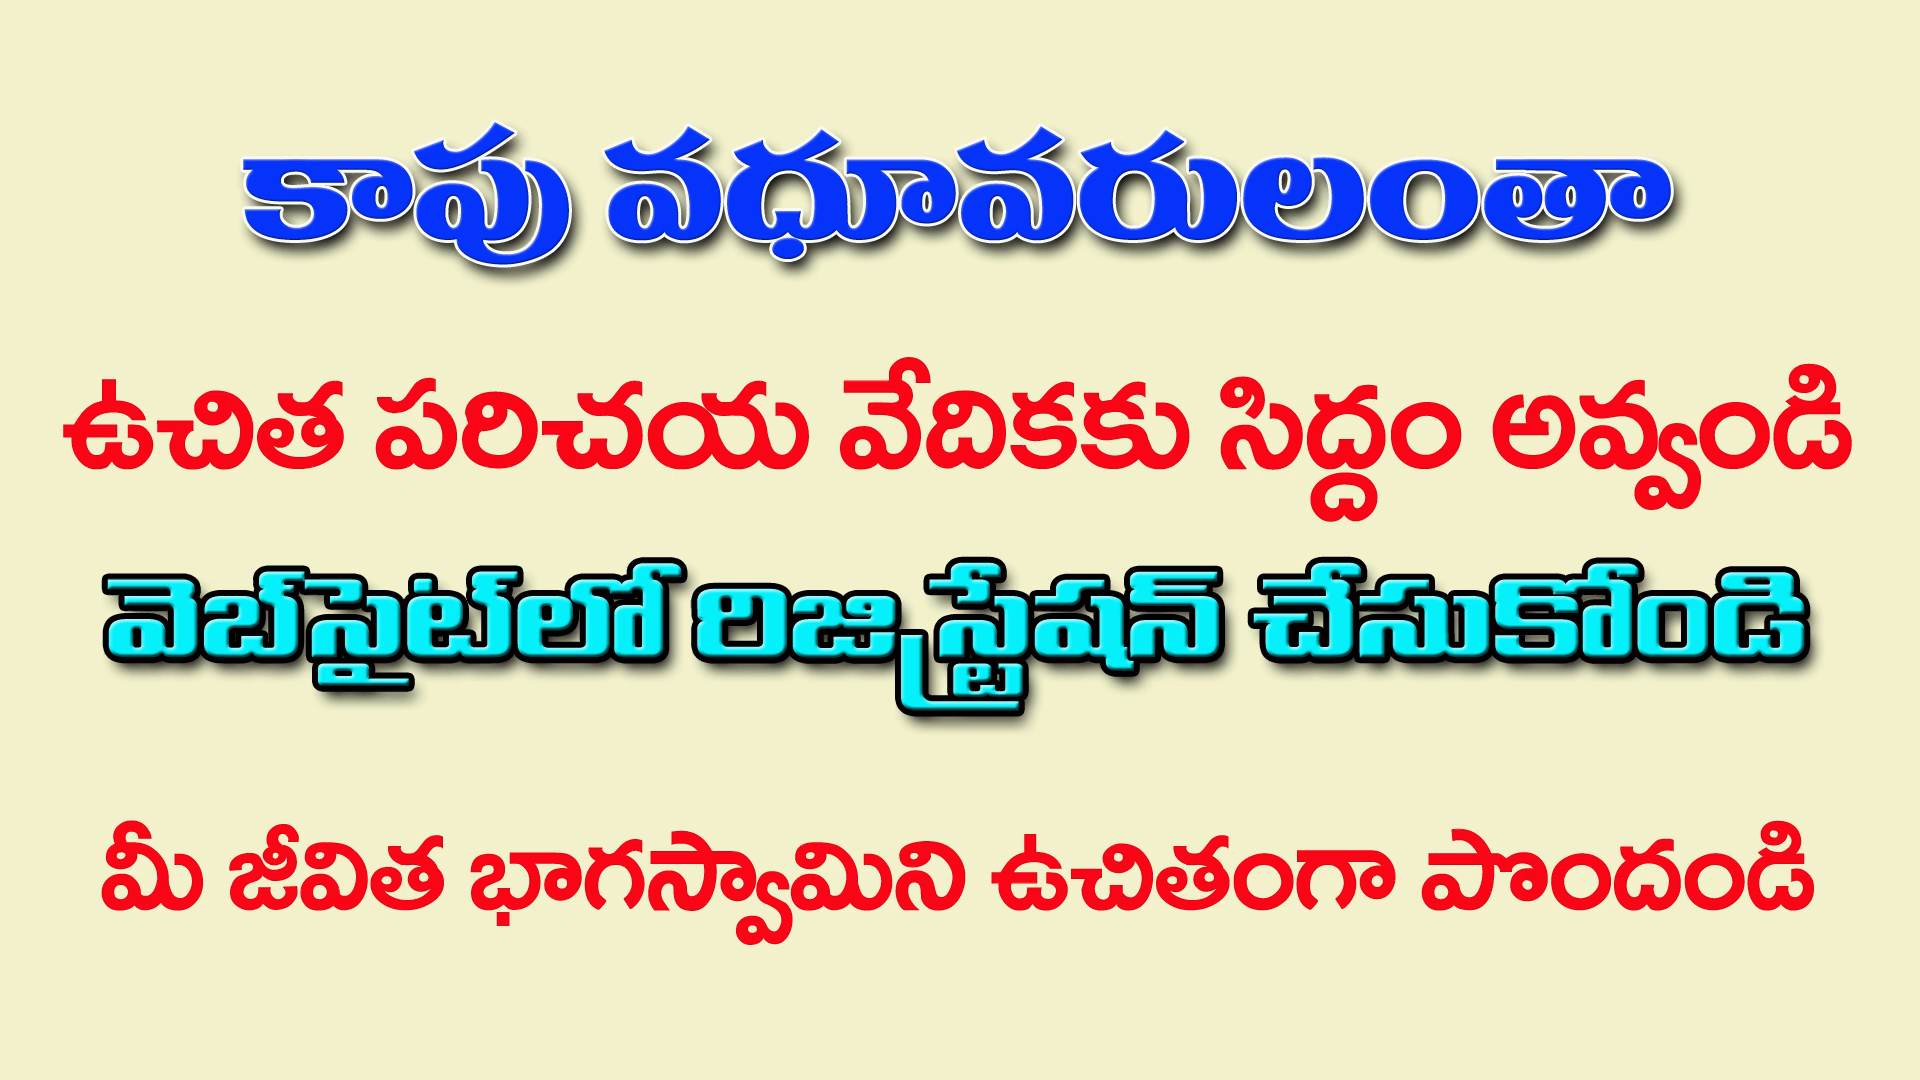 కాపు వధూవరులంతా
ఉచిత పరిచయ వేదికకు సిద్దం అవ్వండి
వెబ్‌సైట్‌లో రిజిస్ట్రేషన్ చేసుకోండి
మీ జీవిత భాగస్వామిని ఉచితంగా పొందండి